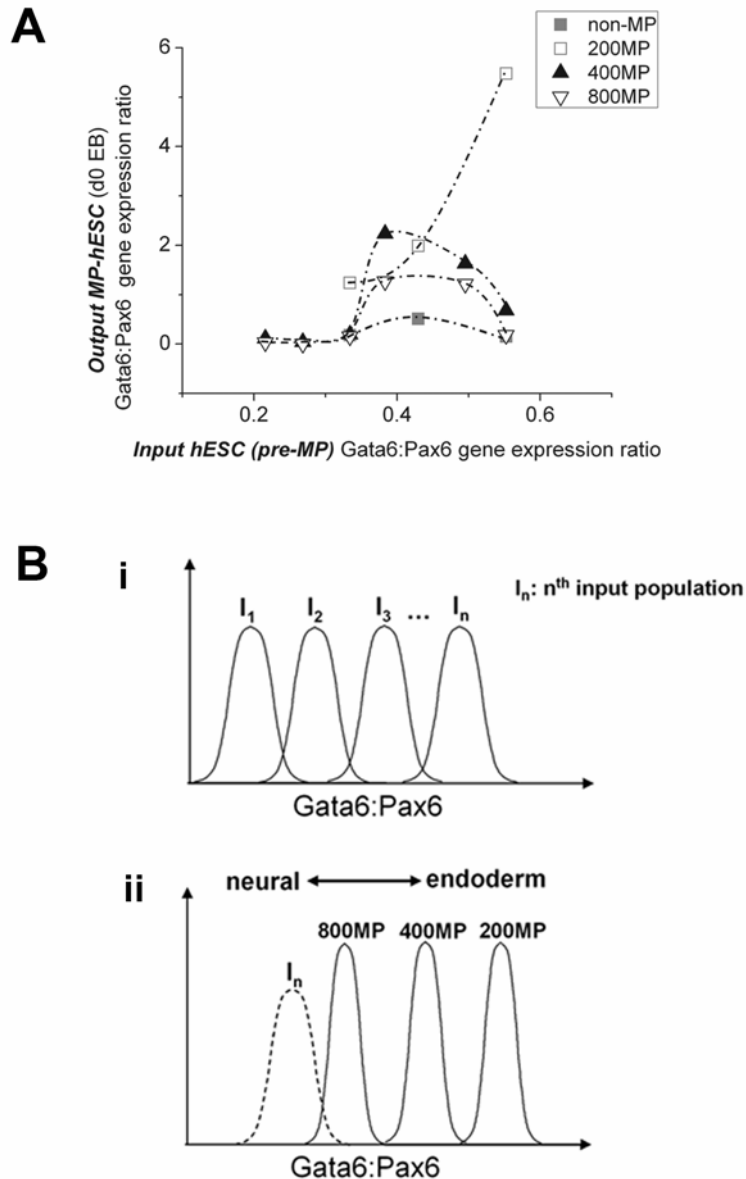 A
non-MP
200MP
400MP
800MP
6
4
2
0
0.2 0.4 0.6
Output MP-hESC (d0 EB)
Gata6:Pax6 gene expression ratio
Input hESC (pre-MP) Gata6:Pax6 gene expression ratio
B
i
I1 I2 I3 ... In
In: nth input population
Gata6:Pax6
ii
neural endoderm
800MP 400MP 200MP
In
Gata6:Pax6